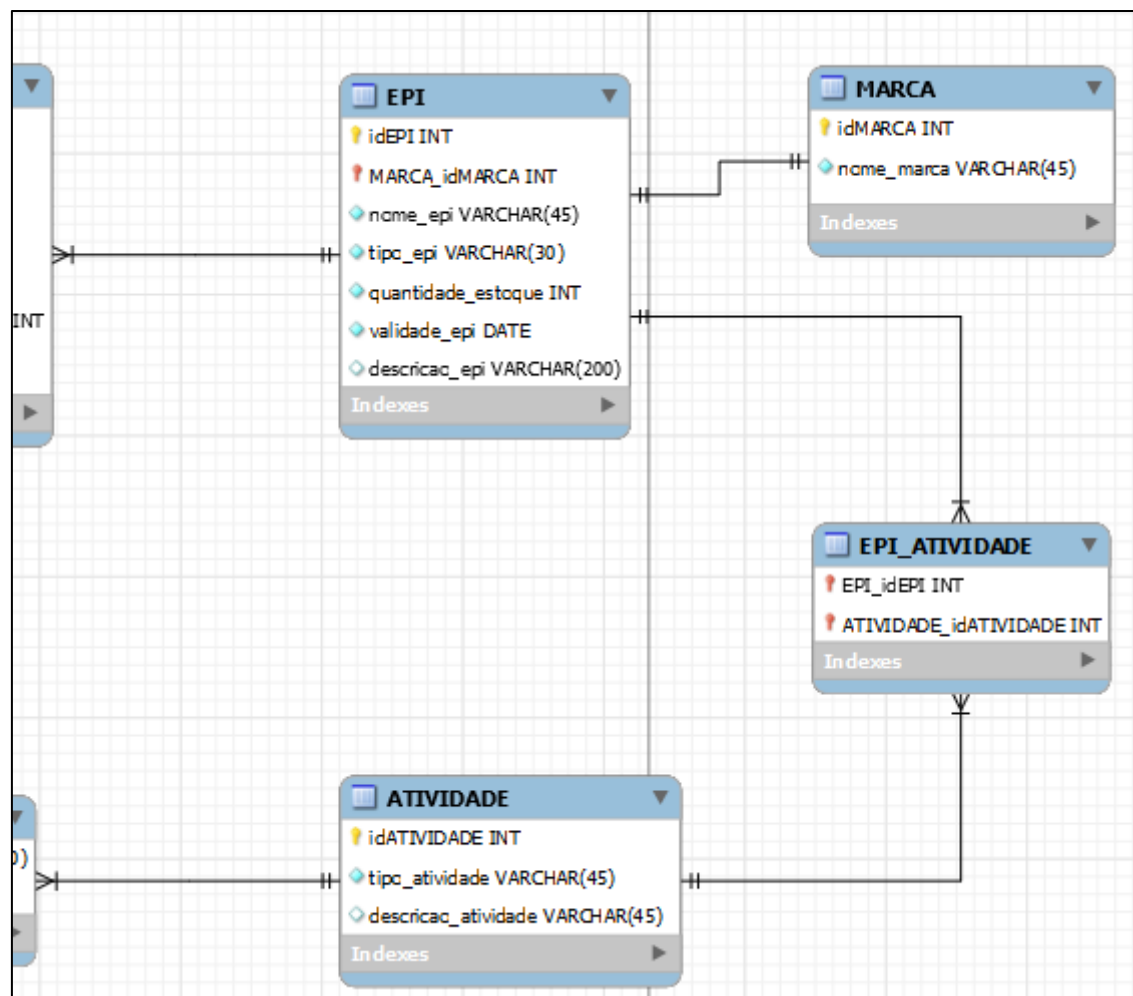 EPI
idEPI INT
MARCA_idMARCA INT
nome_epi VARCHAR(45)
tipo_epi VARCHAR(30)
quantidade_estoque INT
validade_epi DATE
descricao_epi VARCHAR(200)
Indexes
MARCA
idMARCA INT
nome_marca VARCHAR(45)
Indexes
INT
EPI_ATIVIDADE
EPI_idEPI INT
ATIVIDADE_idATIVIDADE INT
Indexes
ATIVIDADE
idATIVIDADE INT
tipo_atividade VARCHAR(45)
descricao_atividade VARCHAR(45)
Indexes
)